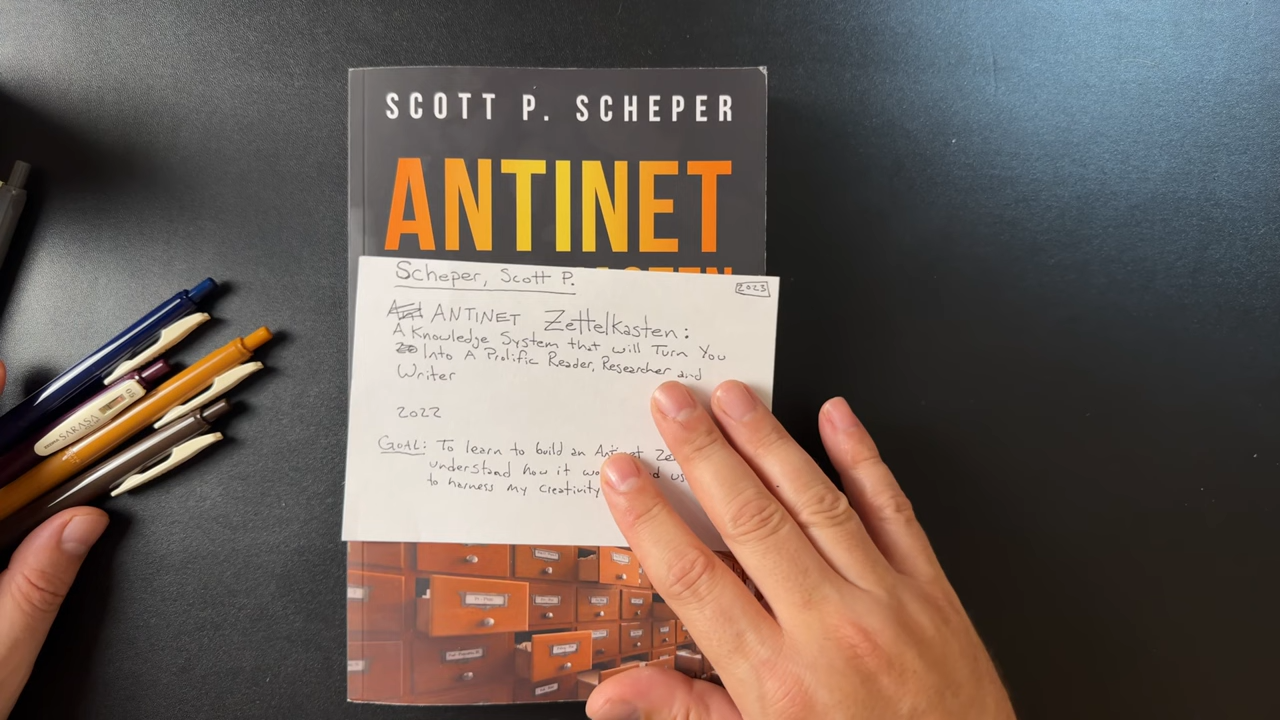 SCOTT P. SCHEPER
ANTINET
Scheper, Scott P.
2023
ANTINET Zettelkasten:
A Knowledge System that will Turn You
Into A Prolific Reader, Researcher and
Writer
2022
GOAL: To learn to build an Antinet
understand how it
to harness my creativity
SARASA